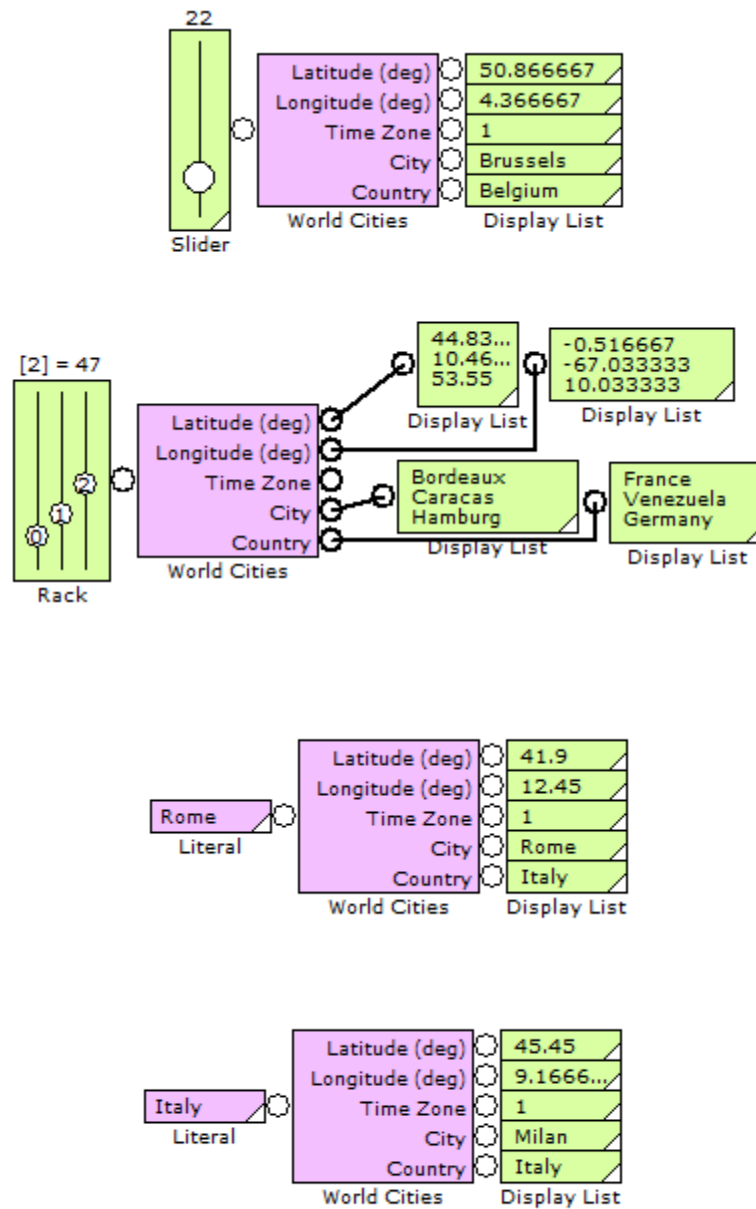 22
Latitude (deg) 50.866667
Longitude (deg) 4.366667
Time Zone 1
City Brussels
Country Belgium
Slider World Cities Display List
[2] = 47
44.83...
10.46...
53.55
Display List
-0.516667
-67.033333
10.033333
Display List
0 1 2
Latitude (deg)
Longitude (deg)
Time Zone
City
Country
World Cities
Rack
Bordeaux
Caracas
Hamburg
Display List
France
Venezuela
Germany
Display List
Rome
Literal
Latitude (deg) 41.9
Longitude (deg) 12.45
Time Zone 1
City Rome
Country Italy
World Cities Display List
Italy
Literal
Latitude (deg) 45.45
Longitude (deg) 9.1666...
Time Zone 1
City Milan
Country Italy
World Cities Display List